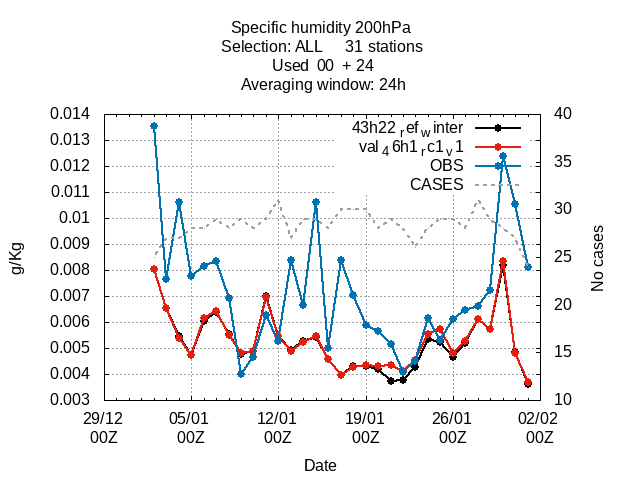 Specific humidity 200hPa
Selection: ALL 31 stations
Used 00 + 24
Averaging window: 24h
0.014
0.013
0.012
0.011
0.01
0.009
0.008
0.007
0.006
0.005
0.004
0.003
g/Kg
43h22 ref winter
val 46h1 rc1 v1
OBS
CASES
40
35
30
25
20
15
10
No cases
29/12 05/01 12/01 19/01 26/01 02/02
00Z 00Z 00Z 00Z 00Z 00Z
Date